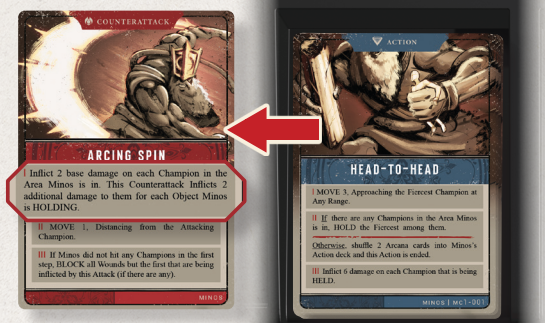 COUNTERATTACK
ARCING SPIN
I Inflict 2 base damage on each Champion in the
Area Minos is in. This Counterattack Inflicts 2
additional damage to them for each Object Minos
is HOLDING.
II MOVE 1, Distancing from the Attacking
Champion.
III If Minos did not hit any Champions in the first
step, BLOCK all Wounds but the first that are being
inflicted by this Attack (if there are any).
MINOS
ACTION
HEAD-TO-HEAD
I MOVE 3, Approaching the Fiercest Champion at
Any Range.
II If there are any Champions in the Area Minos
is in, HOLD the Fiercest among them.
Otherwise, shuffle 2 Arcana cards into Minos's
Action deck and this Action is ended.
III Inflict 6 damage on each Champion that is being
HELD.
MINOS | MC1-001